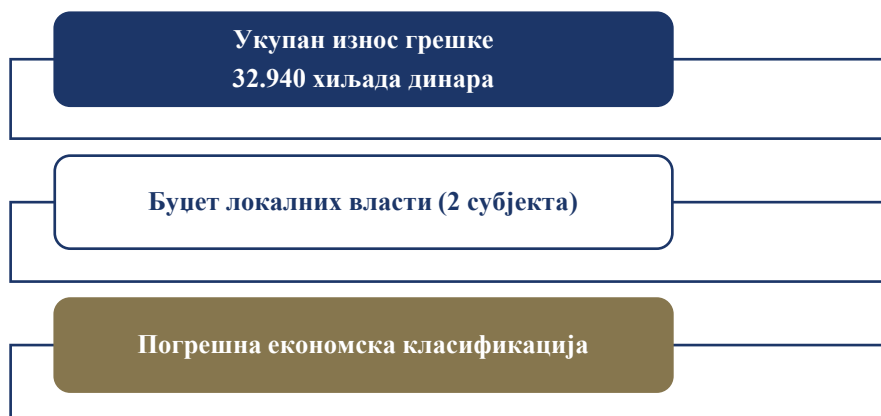 Укупан износ грешке
32.940 хиљада динара
Буџет локалних власти (2 субјекта)
Погрешна економска класификација